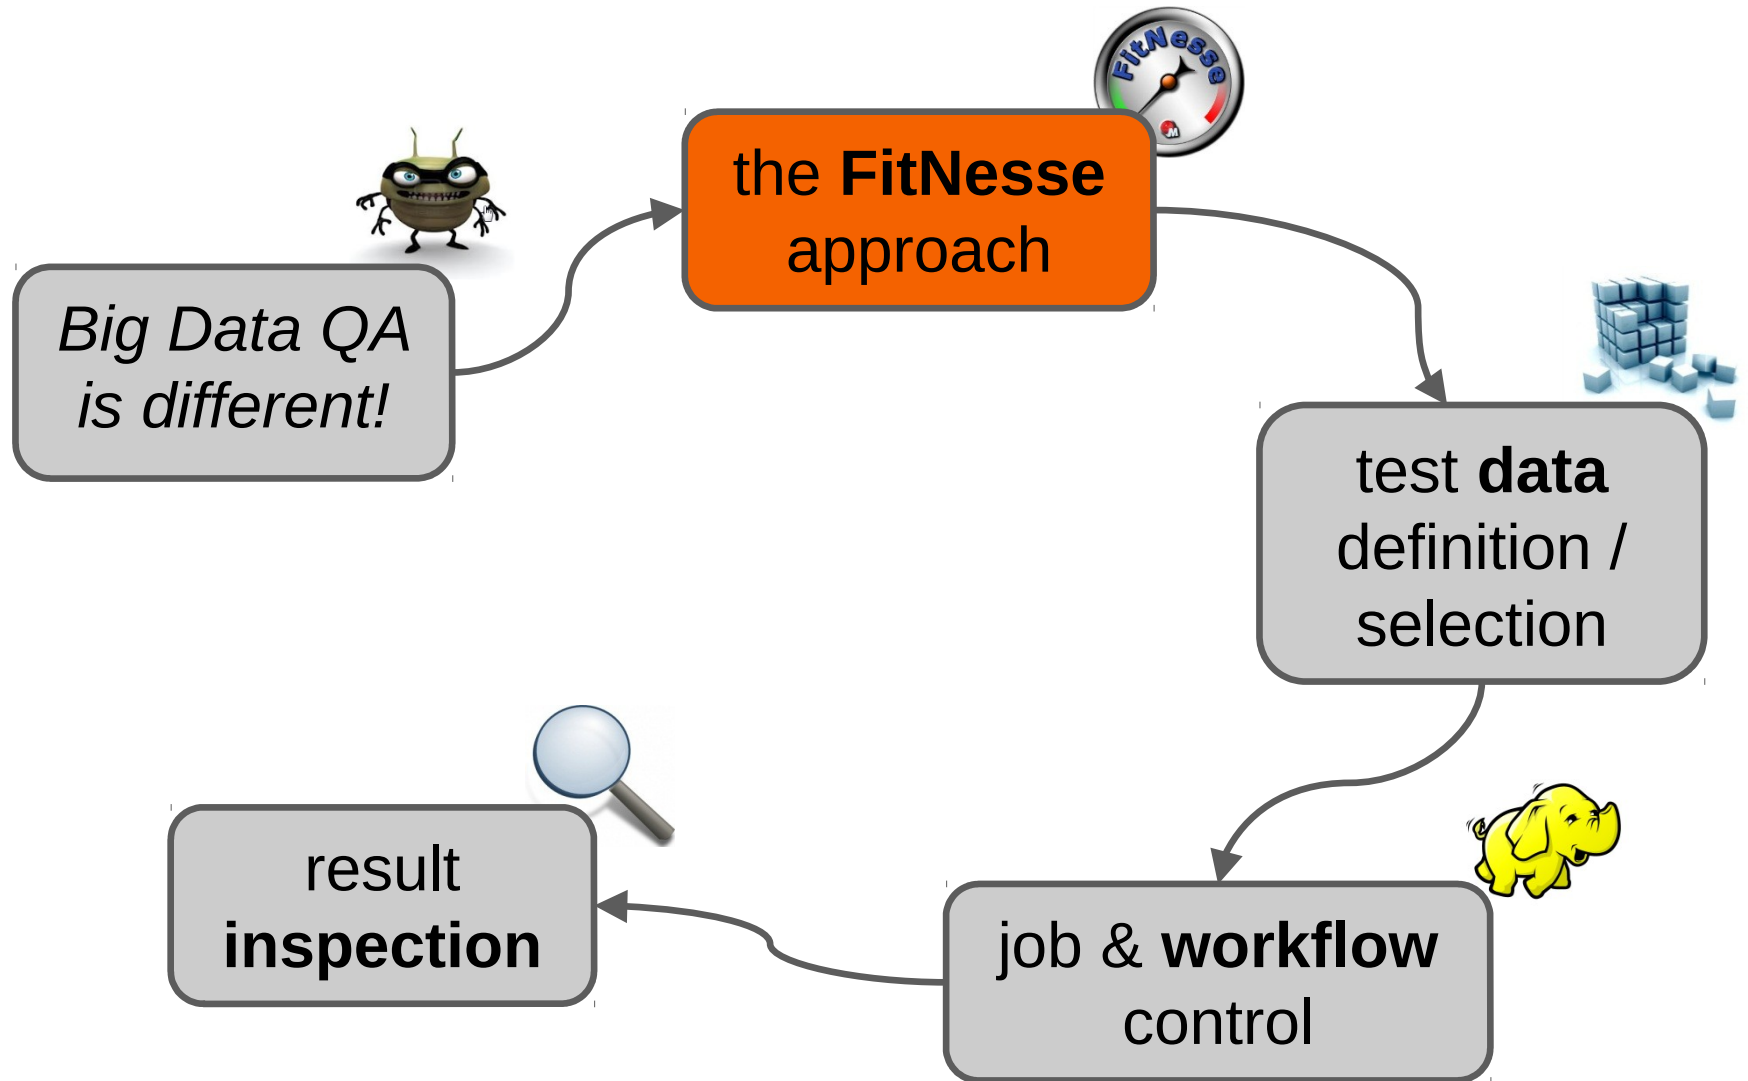 FitNesse
the FitNesse
approach
Big Data QA
is different!
test data
definition /
selection
result
inspection
job & workflow
control